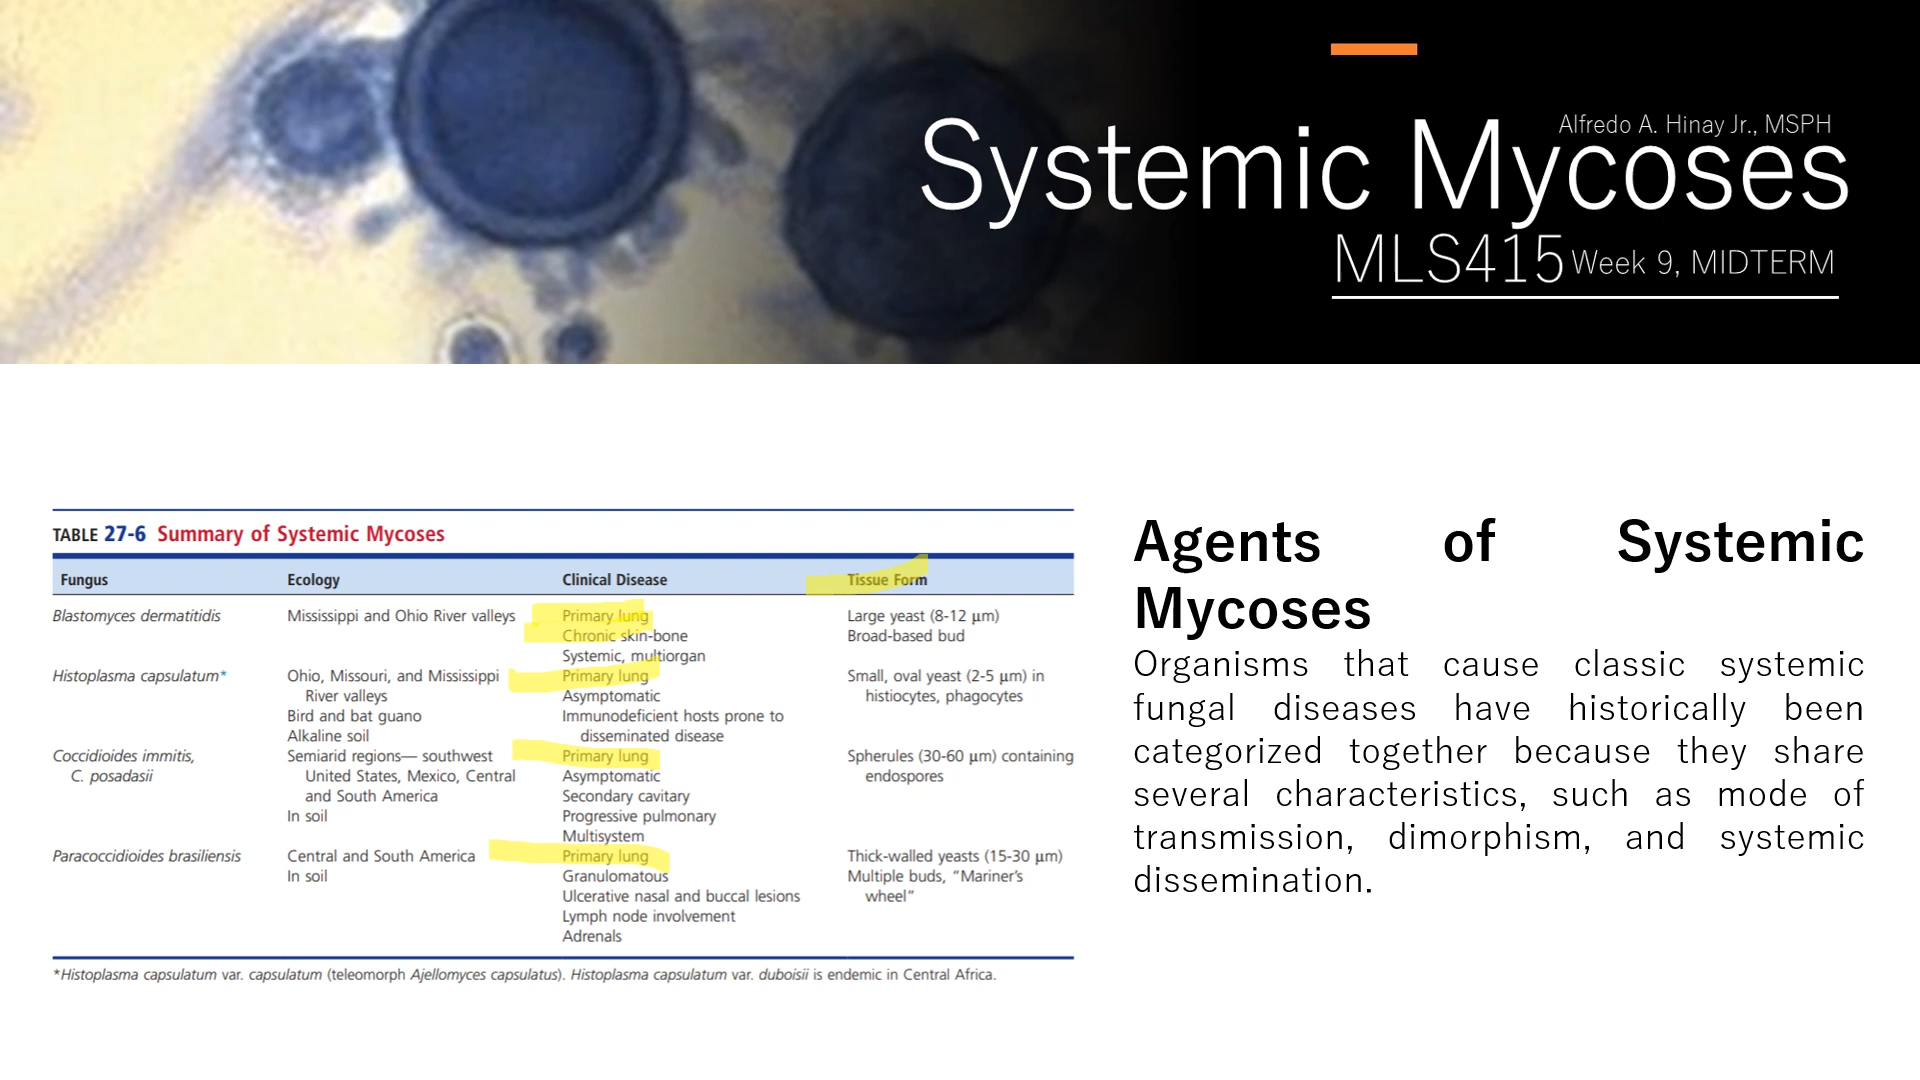 Alfredo A. Hinay Jr., MSPH
Systemic Mycoses
MLS415 Week 9, MIDTERM
TABLE 27-6 Summary of Systemic Mycoses
Fungus Ecology Clinical Disease Tissue Form
Blastomyces dermatitidis Mississippi and Ohio River valleys Primary lung Large yeast (8-12 μm)
Chronic skin-bone Broad-based bud
Systemic, multiorgan
Histoplasma capsulatum* Ohio, Missouri, and Mississippi Primary lung Small, oval yeast (2-5 μm) in
River valleys Asymptomatic histiocytes, phagocytes
Bird and bat guano Immunodeficient hosts prone to
Alkaline soil disseminated disease
Coccidioides immitis, Semiarid regions— southwest Primary lung Spherules (30-60 μm) containing
C. posadasii United States, Mexico, Central Asymptomatic endospores
and South America Secondary cavitary
In soil Progressive pulmonary
Multisystem
Paracoccidioides brasiliensis Central and South America Primary lung Thick-walled yeasts (15-30 μm)
In soil Granulomatous Multiple buds, “Mariner’s
Ulcerative nasal and buccal lesions wheel”
Lymph node involvement
Adrenals
*Histoplasma capsulatum var. capsulatum (teleomorph Ajellomyces capsulatus). Histoplasma capsulatum var. duboisii is endemic in Central Africa.
Agents of Systemic
Mycoses
Organisms that cause classic systemic
fungal diseases have historically been
categorized together because they share
several characteristics, such as mode of
transmission, dimorphism, and systemic
dissemination.